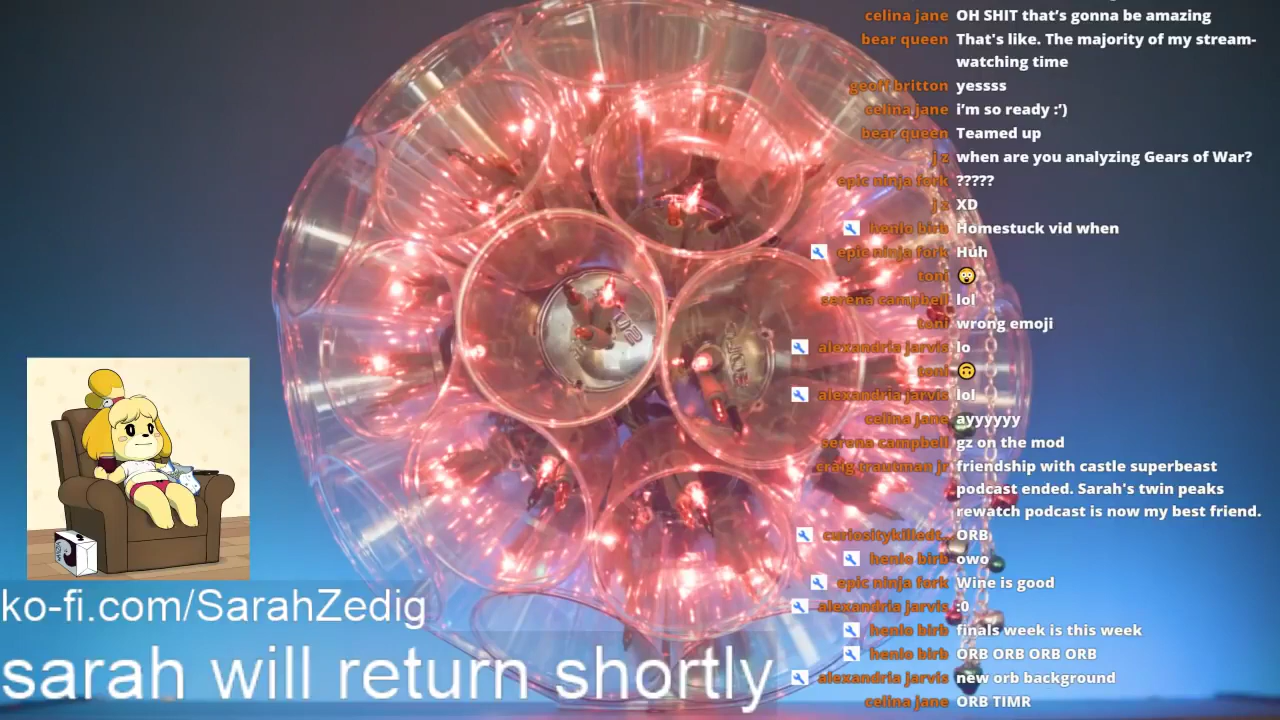 celina jane OH SHIT that's gonna be amazing
bear queen That's like. The majority of my stream-
watching time
geoff britton yessss
celina jane i'm so ready :')
bear queen Teamed up
j z when are you analyzing Gears of War?
epic ninja fork ?????
j z XD
henlo birb Homestuck vid when
epic ninja fork Huh
toni 😳
serena campbell lol
toni wrong emoji
alexandria jarvis lo
toni 🙃
alexandria jarvis lol
celina jane ayyyyyy
serena campbell gz on the mod
craig trautman jr friendship with castle superbeast
podcast ended. Sarah's twin peaks
rewatch podcast is now my best friend.
curiositykilledt.. ORB
henlo birb owo
epic ninja fork Wine is good
alexandria jarvis :0
henlo birb finals week is this week
henlo birb ORB ORB ORB ORB
alexandria jarvis new orb background
celina jane ORB TIMR
ko-fi.com/SarahZedig
sarah will return shortly